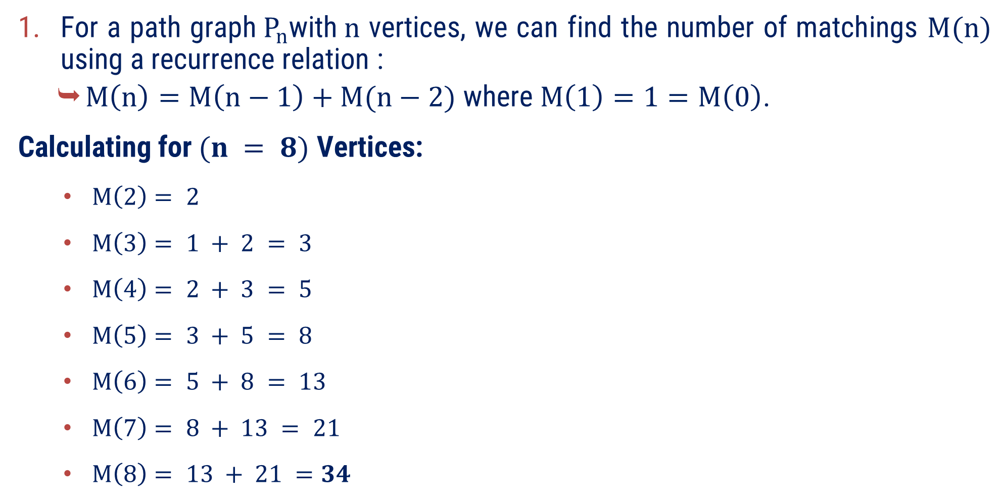 1. For a path graph Pₙ with n vertices, we can find the number of matchings M(n)
using a recurrence relation :
➥ M(n) = M(n − 1) + M(n − 2) where M(1) = 1 = M(0).
Calculating for (n = 8) Vertices:
• M(2) = 2
• M(3) = 1 + 2 = 3
• M(4) = 2 + 3 = 5
• M(5) = 3 + 5 = 8
• M(6) = 5 + 8 = 13
• M(7) = 8 + 13 = 21
• M(8) = 13 + 21 = 34